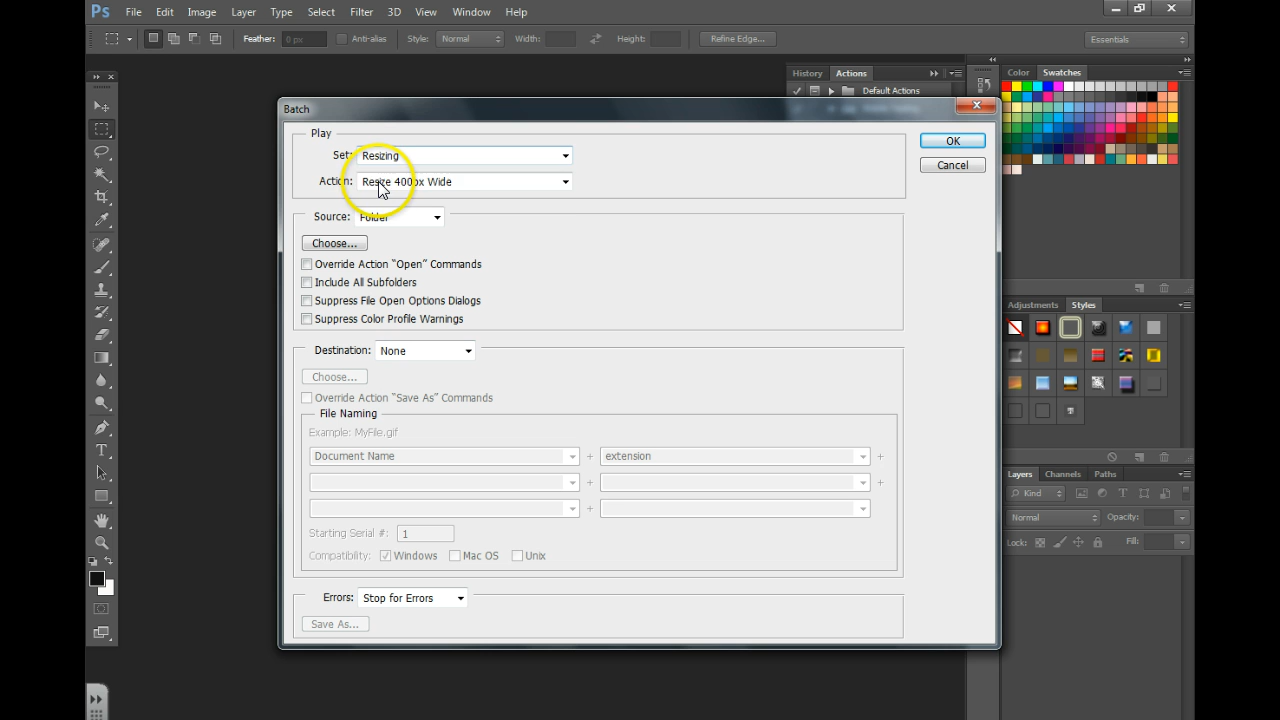 Ps File Edit Image Layer Type Select Filter 3D View Window Help
Feather: 0 px Anti-alias Style: Normal Width: Height: Refine Edge... Essentials
History Actions
Color Swatches
Default Actions
Batch
Play
Set: Resizing
Action: Resize 400px Wide
OK
Cancel
Source: Folder
Choose...
Override Action “Open” Commands
Include All Subfolders
Suppress File Open Options Dialogs
Suppress Color Profile Warnings
Destination: None
Choose...
Override Action “Save As” Commands
File Naming
Example: MyFile.gif
Document Name + extension +
+ +
+
Starting Serial #: 1
Compatibility: Windows Mac OS Unix
Errors: Stop for Errors
Save As...
Adjustments Styles
Layers Channels Paths
Kind
Normal Opacity:
Lock: Fill: